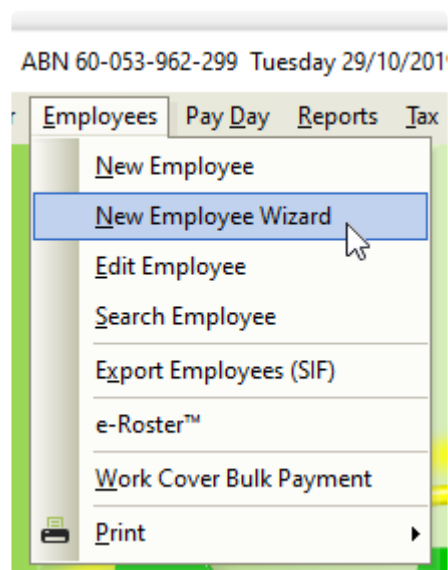 ABN 60-053-962-299 Tuesday 29/10/201
Employees Pay Day Reports Tax
New Employee
New Employee Wizard
Edit Employee
Search Employee
Export Employees (SIF)
e-Roster™
Work Cover Bulk Payment
Print